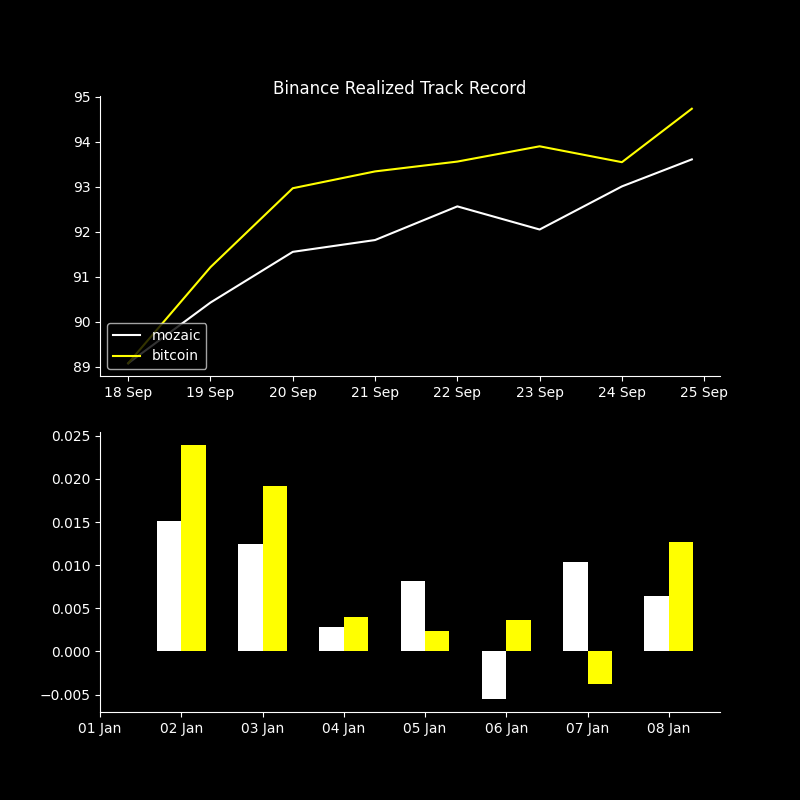 Binance Realized Track Record
95
94
93
92
91
90
89
mozaic
bitcoin
18 Sep 19 Sep 20 Sep 21 Sep 22 Sep 23 Sep 24 Sep 25 Sep
0.025
0.020
0.015
0.010
0.005
0.000
−0.005
01 Jan 02 Jan 03 Jan 04 Jan 05 Jan 06 Jan 07 Jan 08 Jan